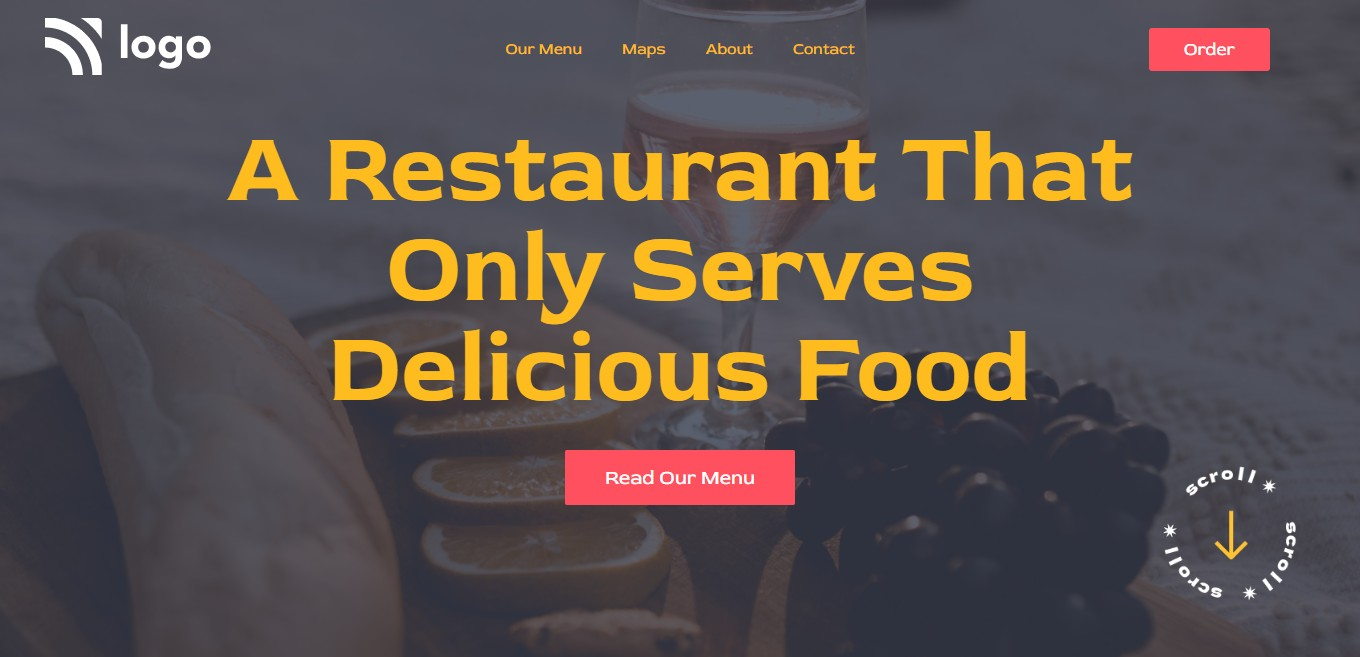 logo
Our Menu
Maps
About
Contact
Order
A Restaurant That
Only Serves
Delicious Food
Read Our Menu
scroll ✷ scroll ✷ scroll ✷